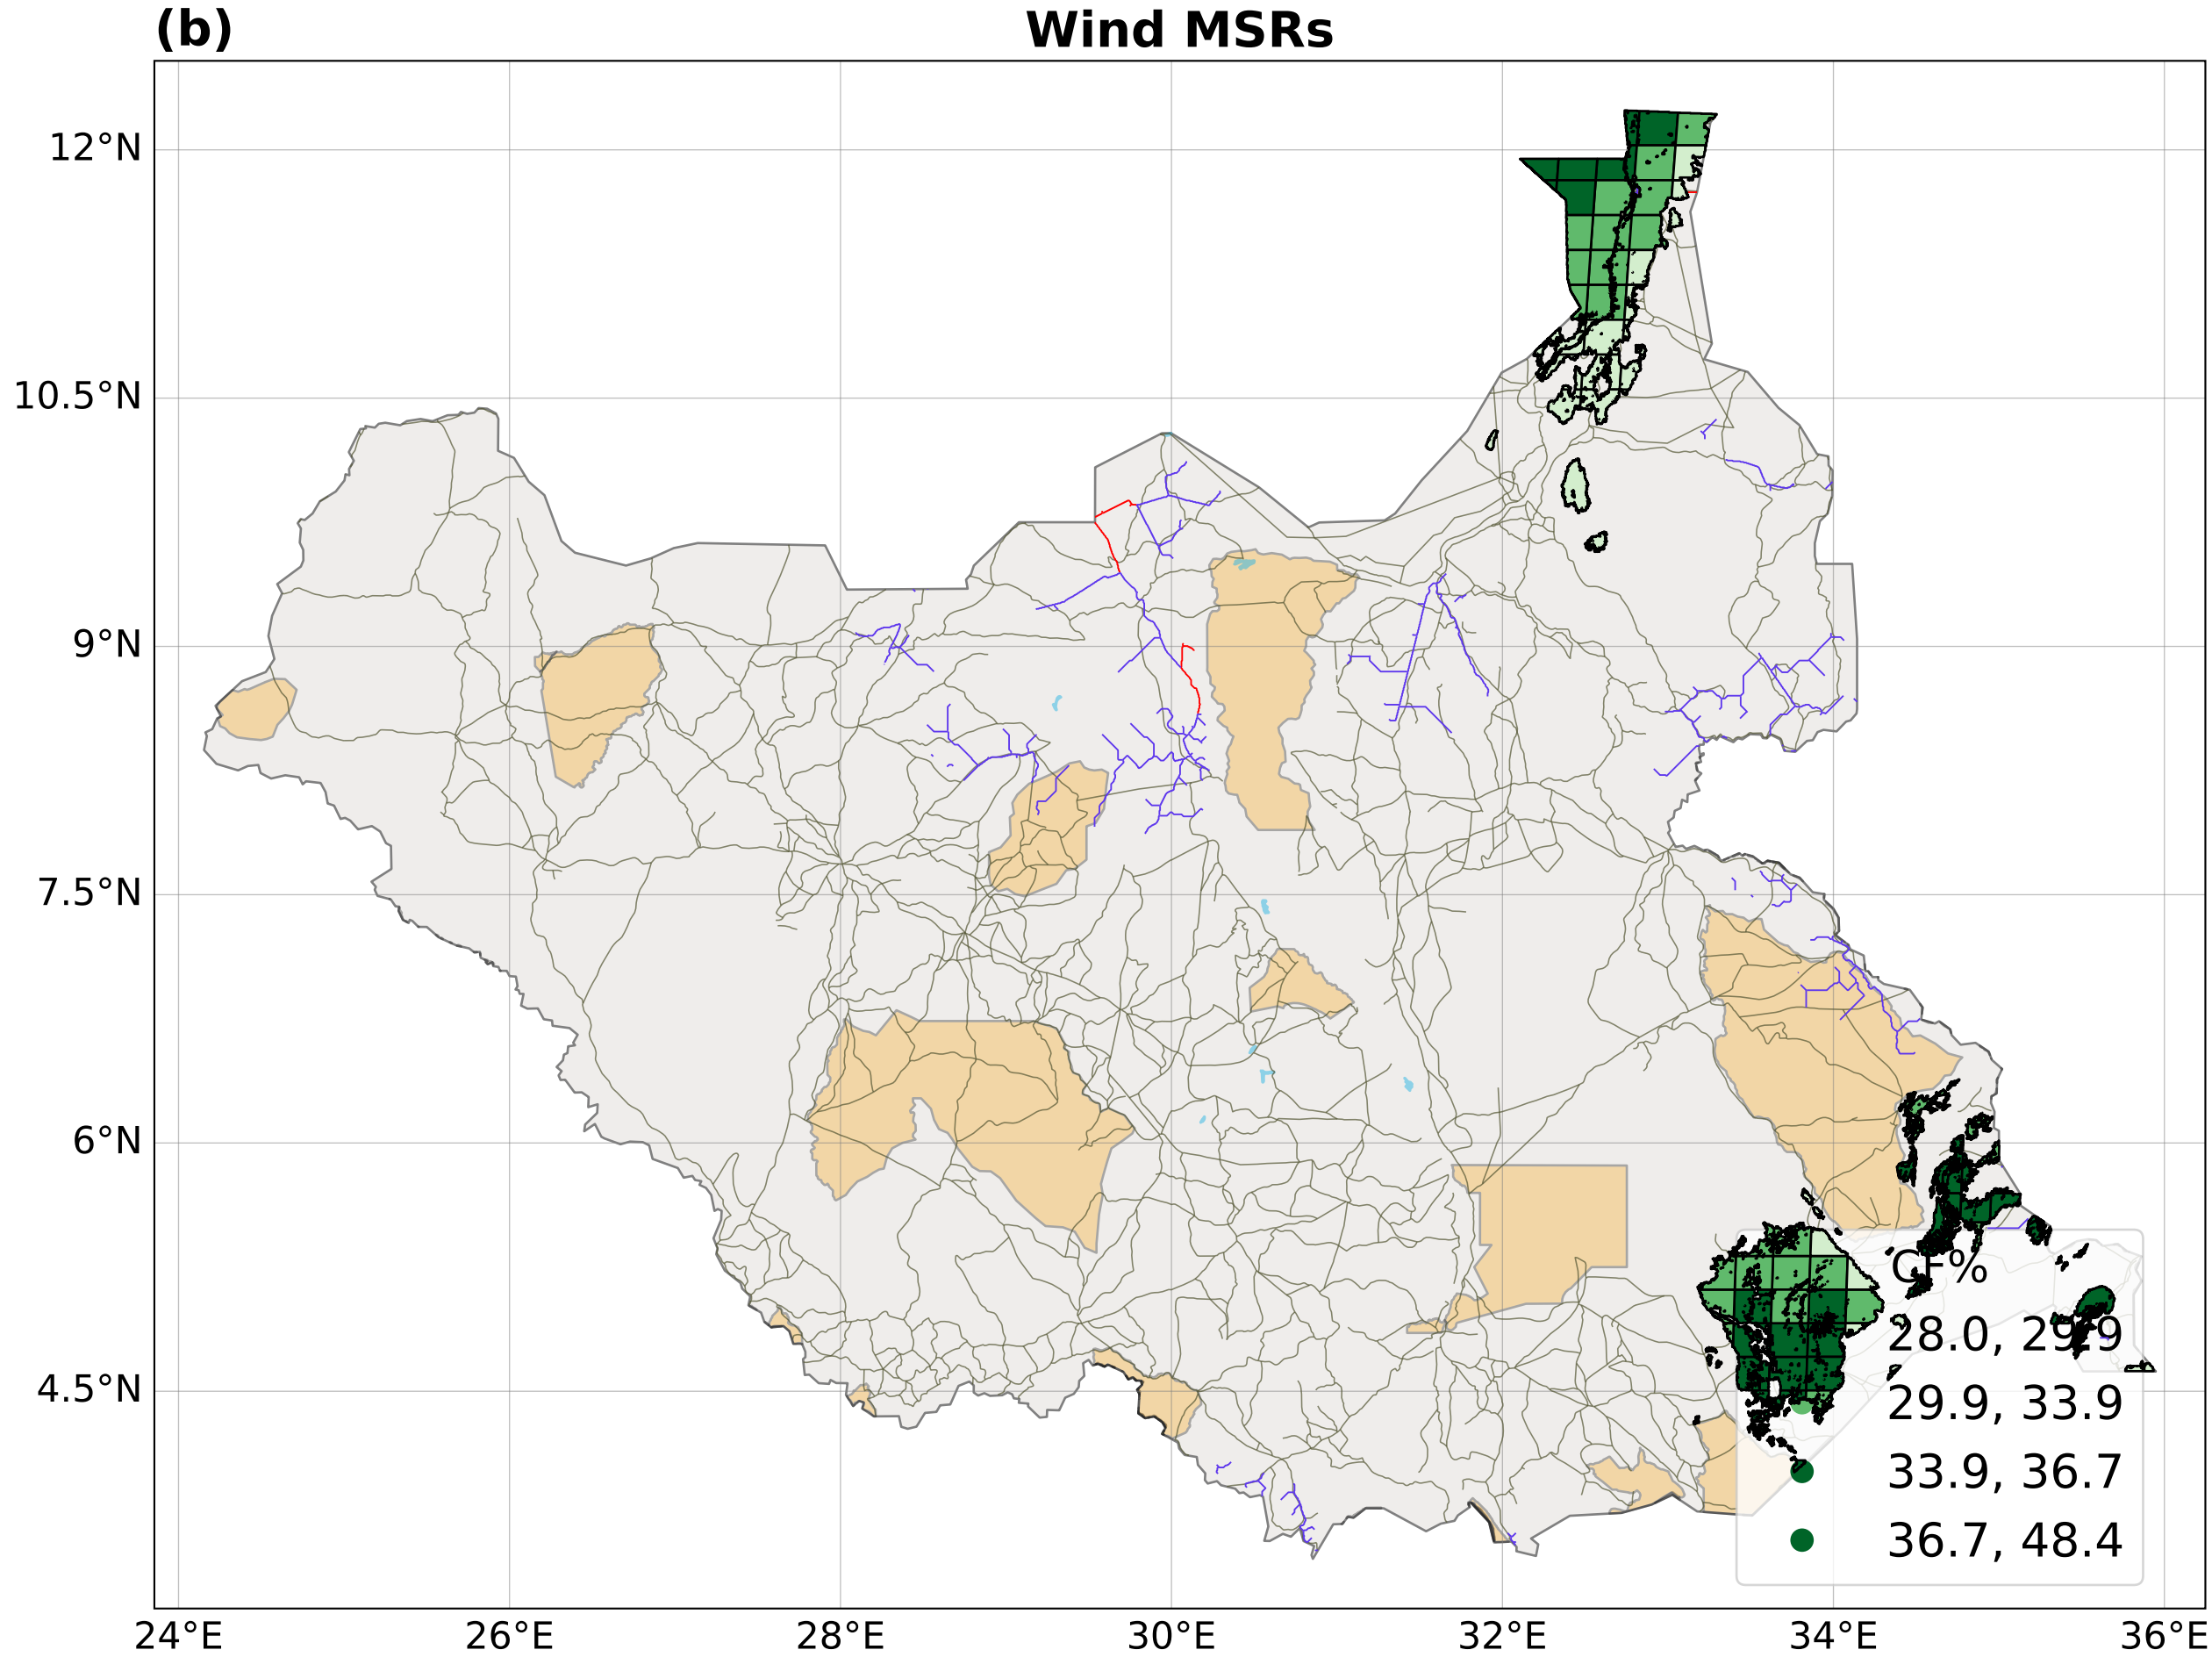 (b) Wind MSRs
12°N
10.5°N
9°N
7.5°N
6°N
4.5°N
CF%
28.0, 29.9
29.9, 33.9
33.9, 36.7
36.7, 48.4
24°E 26°E 28°E 30°E 32°E 34°E 36°E